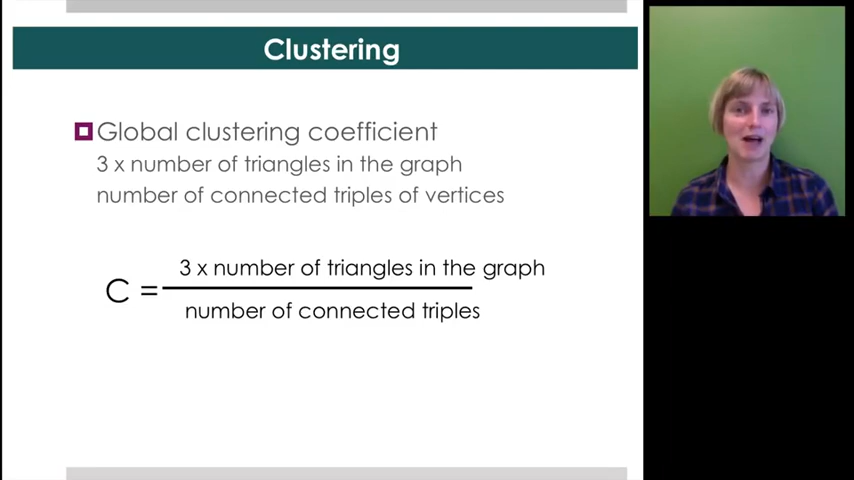 Clustering
Global clustering coefficient
3 x number of triangles in the graph
number of connected triples of vertices
C =
3 x number of triangles in the graph
number of connected triples